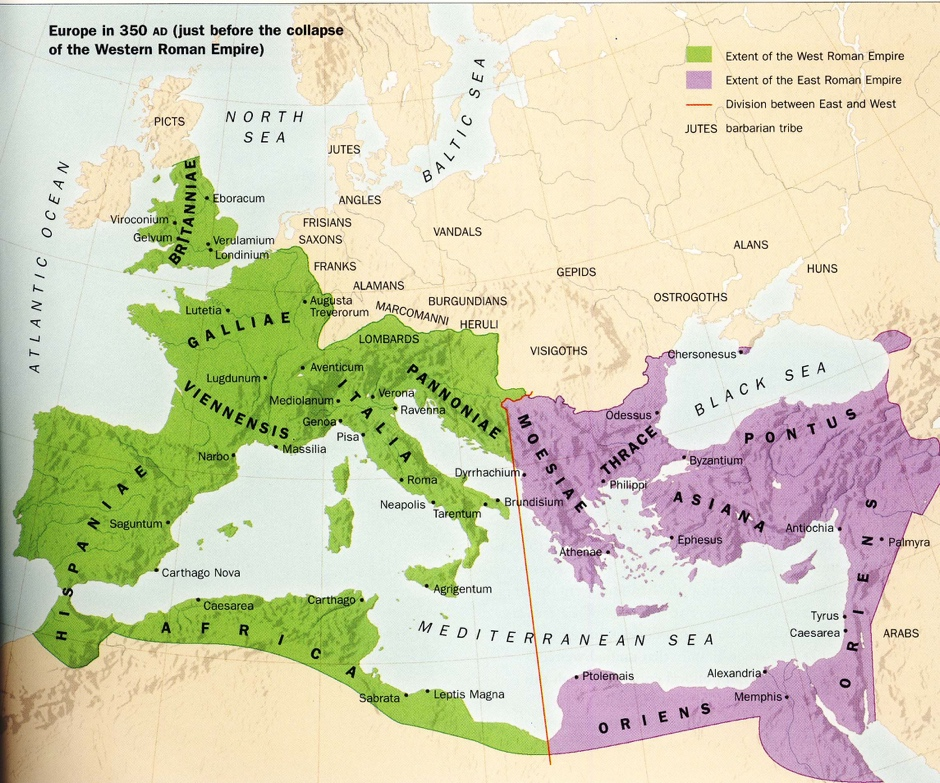 Europe in 350 AD (just before the collapse
of the Western Roman Empire)
Extent of the West Roman Empire
Extent of the East Roman Empire
Division between East and West
JUTES barbarian tribe
ATLANTIC OCEAN
NORTH
SEA
BALTIC SEA
PICTS
JUTES
ANGLES
FRISIANS
SAXONS
VANDALS
FRANKS
ALAMANS
BURGUNDIANS
MARCOMANNI
HERULI
LOMBARDS
GEPIDS
ALANS
HUNS
OSTROGOTHS
VISIGOTHS
BRITANNIAE
Eboracum
Viroconium
Gelvum
Verulamium
Londinium
Lutetia
Augusta
Treverorum
GALLIAE
Aventicum
Lugdunum
VIENNENSIS
Mediolanum
Verona
Ravenna
Genoa
Pisa
ITALIA
PANNONIAE
Narbo
Massilia
Roma
Neapolis
Tarentum
Brundisium
Dyrrhachium
HISPANIAE
Saguntum
Carthago Nova
Caesarea
Carthago
Agrigentum
AFRICA
Sabrata
Leptis Magna
MEDITERRANEAN SEA
BLACK SEA
Chersonesus
Odessus
MOESIAE
THRACE
Philippi
Byzantium
PONTUS
ASIANA
Ephesus
Athenae
Antiochia
Palmyra
ORIENS
Tyrus
Caesarea
ARABS
Ptolemais
Alexandria
Memphis
ORIENS